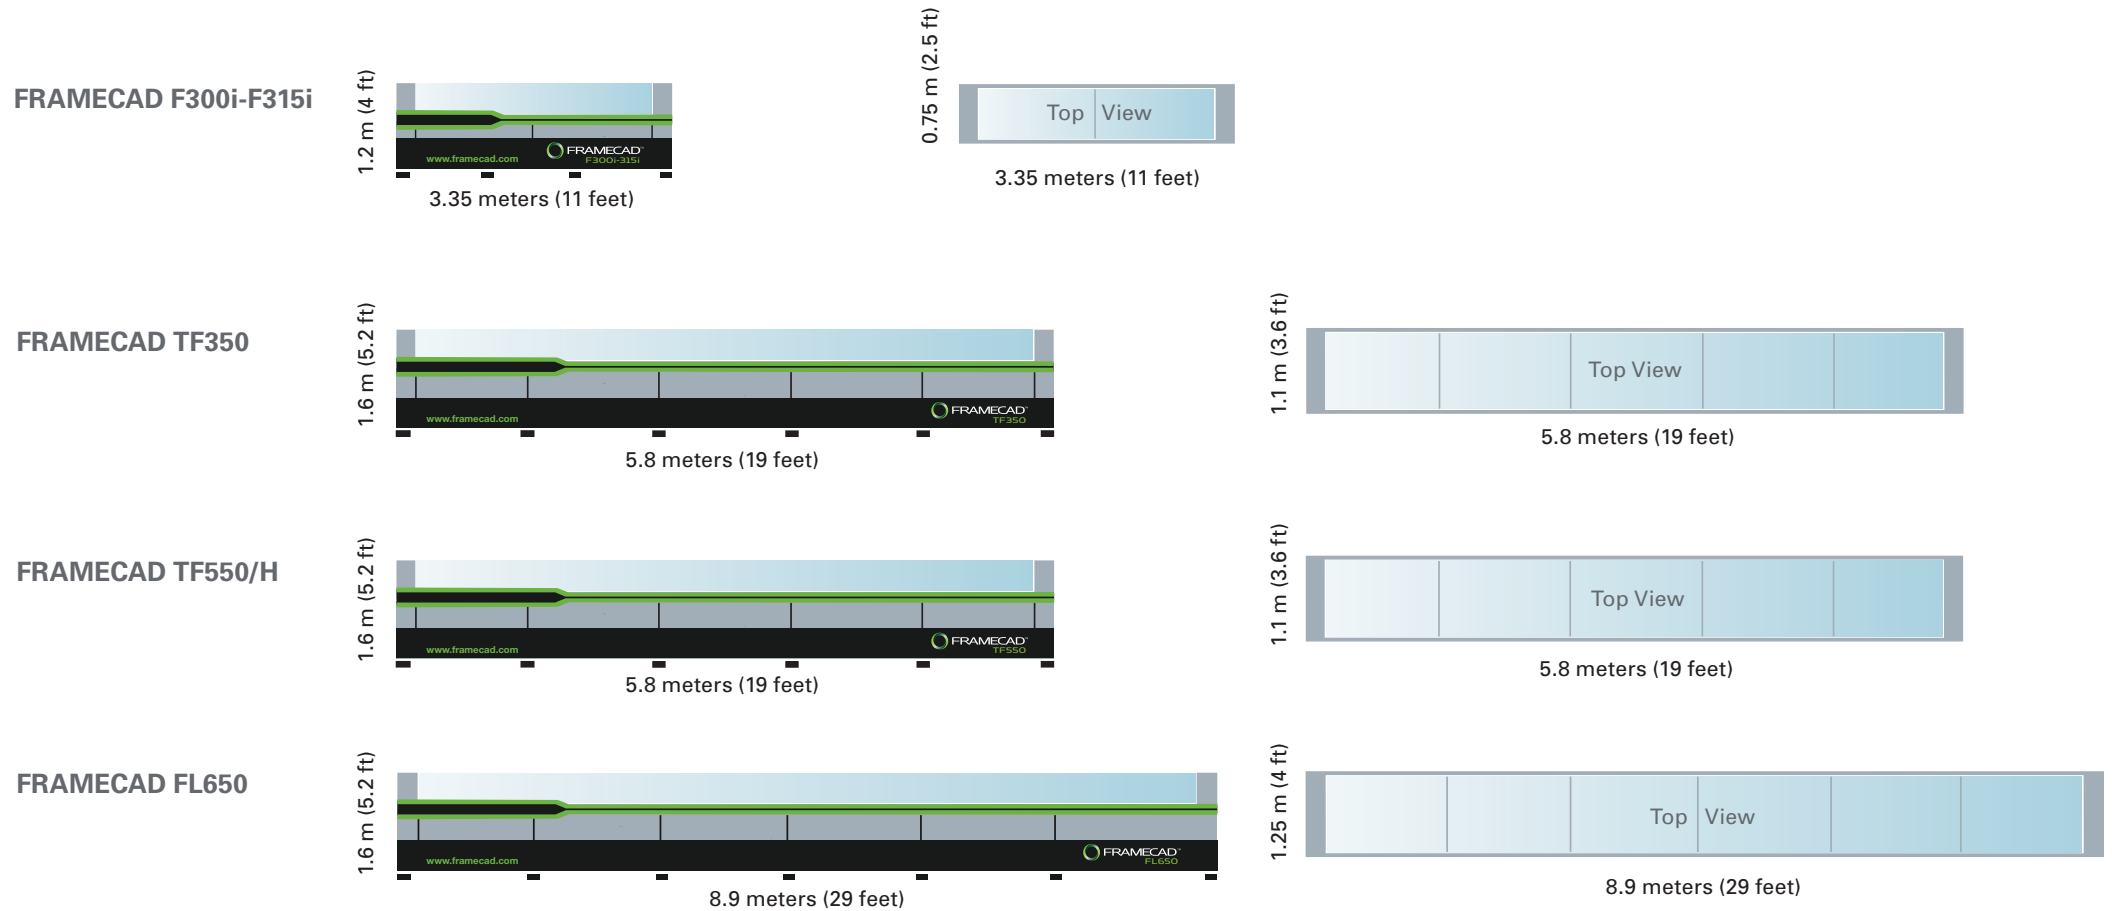 FRAMECAD F300i-F315i
1.2 m (4 ft)
www.framecad.com
FRAMECAD™
F300i-315i
3.35 meters (11 feet)
0.75 m (2.5 ft)
Top View
3.35 meters (11 feet)
FRAMECAD TF350
1.6 m (5.2 ft)
www.framecad.com
FRAMECAD™
TF350
5.8 meters (19 feet)
1.1 m (3.6 ft)
Top View
5.8 meters (19 feet)
FRAMECAD TF550/H
1.6 m (5.2 ft)
www.framecad.com
FRAMECAD™
TF550
5.8 meters (19 feet)
1.1 m (3.6 ft)
Top View
5.8 meters (19 feet)
FRAMECAD FL650
1.6 m (5.2 ft)
www.framecad.com
FRAMECAD™
FL650
8.9 meters (29 feet)
1.25 m (4 ft)
Top View
8.9 meters (29 feet)